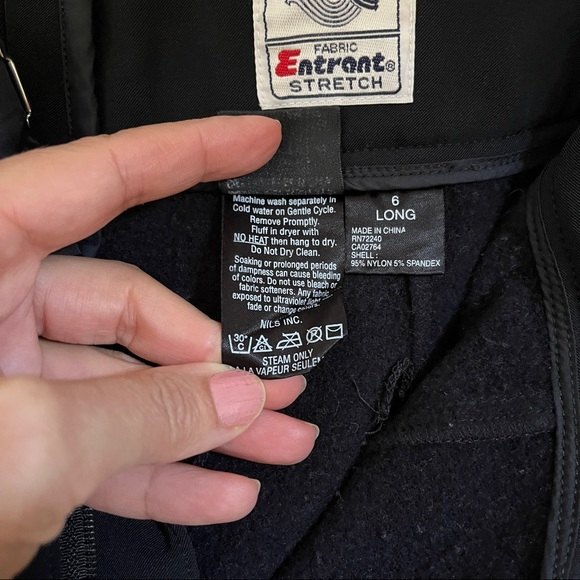 FABRIC
Entrant®
STRETCH
Machine wash separately in
Cold water on Gentle Cycle.
Remove Promptly.
Fluff in dryer with
NO HEAT then hang to dry.
Do Not Dry Clean.
Soaking or prolonged periods
of dampness can cause bleeding
of colors. Do not use bleach or
fabric softeners. Any fabric
exposed to ultraviolet light
fade or change
NILS INC.
30°
C
STEAM ONLY
A LA VAPEUR SEULEM
6
LONG
MADE IN CHINA
RN72240
CA02764
SHELL :
95% NYLON 5% SPANDEX